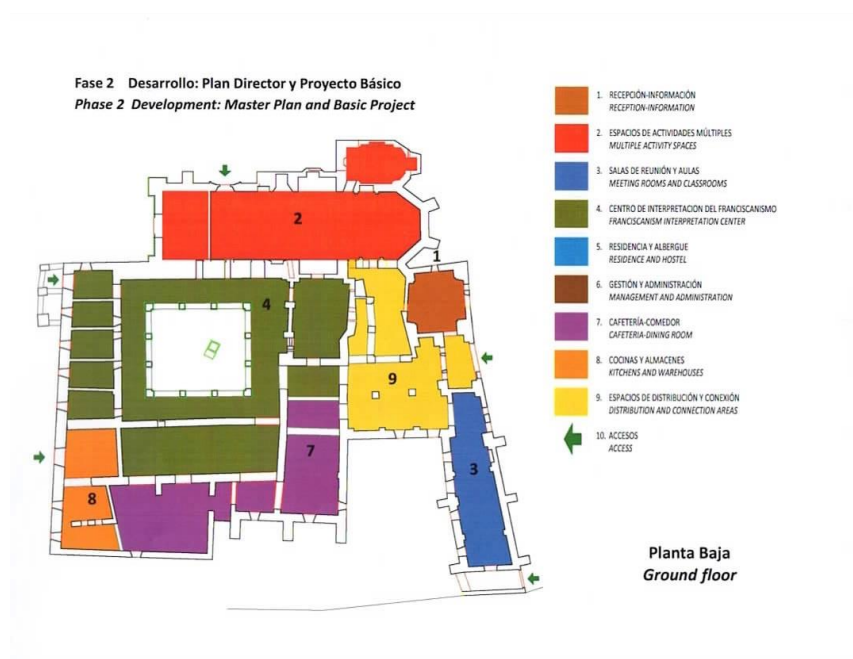 Fase 2 Desarrollo: Plan Director y Proyecto Básico
Phase 2 Development: Master Plan and Basic Project
1. RECEPCIÓN-INFORMACIÓN
RECEPTION-INFORMATION
2. ESPACIOS DE ACTIVIDADES MÚLTIPLES
MULTIPLE ACTIVITY SPACES
3. SALAS DE REUNIÓN Y AULAS
MEETING ROOMS AND CLASSROOMS
4. CENTRO DE INTERPRETACION DEL FRANCISCANISMO
FRANCISCANISM INTERPRETATION CENTER
5. RESIDENCIA Y ALBERGUE
RESIDENCE AND HOSTEL
6. GESTIÓN Y ADMINISTRACIÓN
MANAGEMENT AND ADMINISTRATION
7. CAFETERÍA-COMEDOR
CAFETERIA-DINING ROOM
8. COCINAS Y ALMACENES
KITCHENS AND WAREHOUSES
9. ESPACIOS DE DISTRIBUCIÓN Y CONEXIÓN
DISTRIBUTION AND CONNECTION AREAS
10. ACCESOS
ACCESS
2
1
4
9
7
3
8
Planta Baja
Ground floor